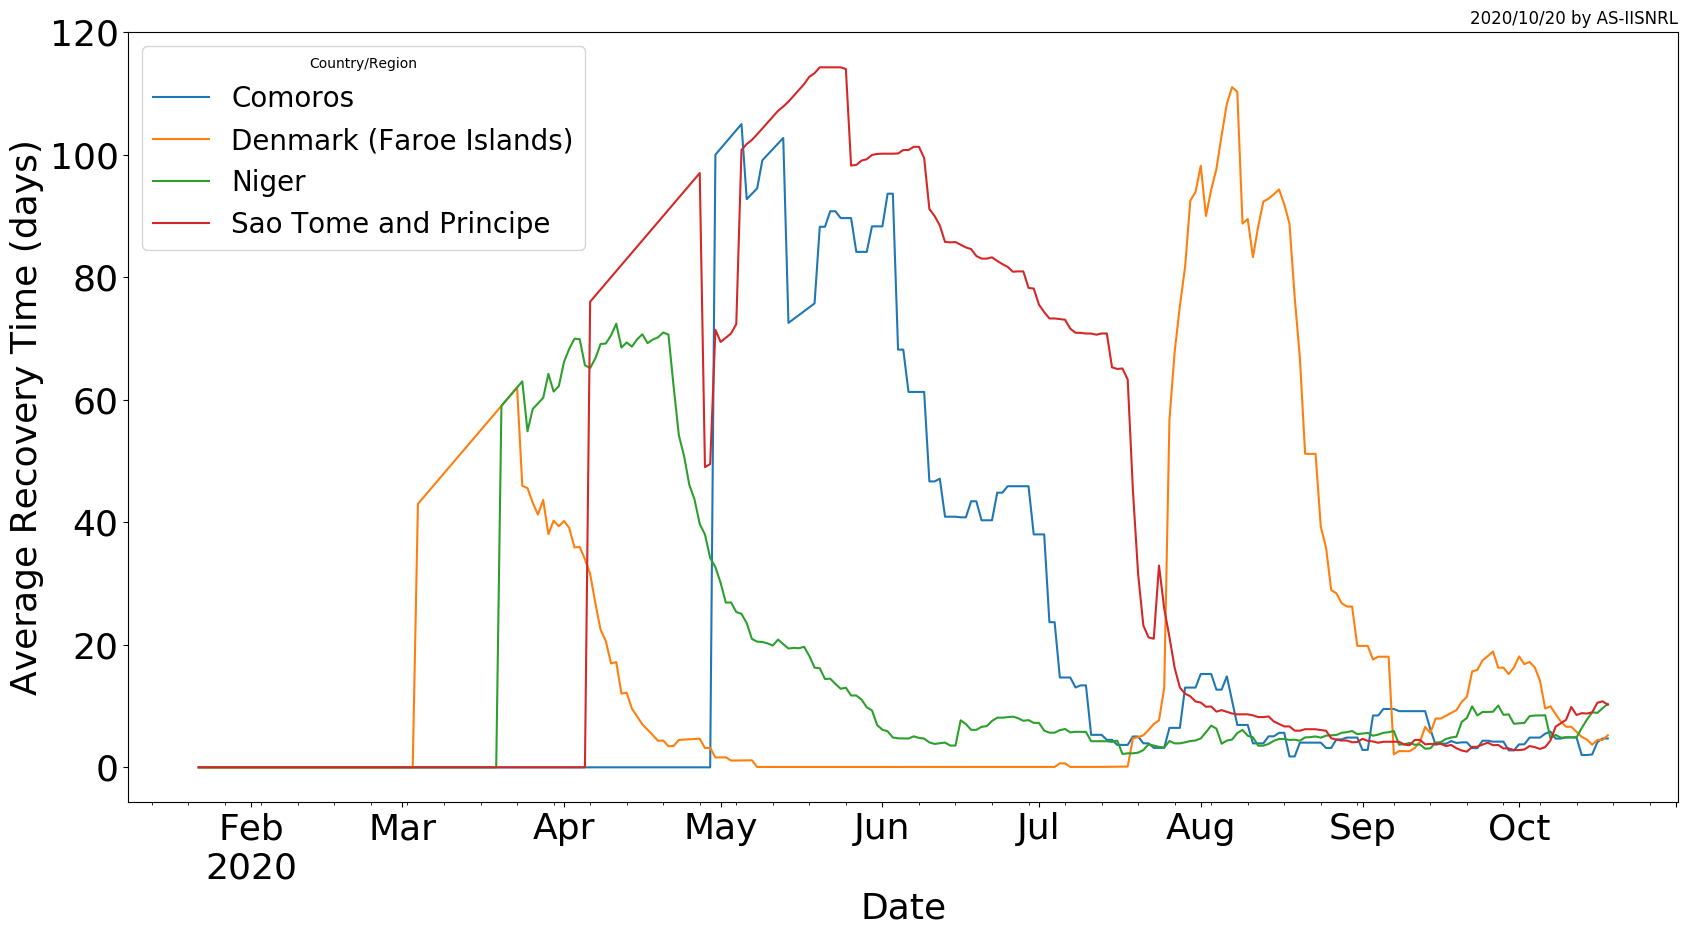 2020/10/20 by AS-IISNRL
120
100
80
60
40
20
0
Average Recovery Time (days)
Country/Region
Comoros
Denmark (Faroe Islands)
Niger
Sao Tome and Principe
Feb Mar Apr May Jun Jul Aug Sep Oct
2020
Date